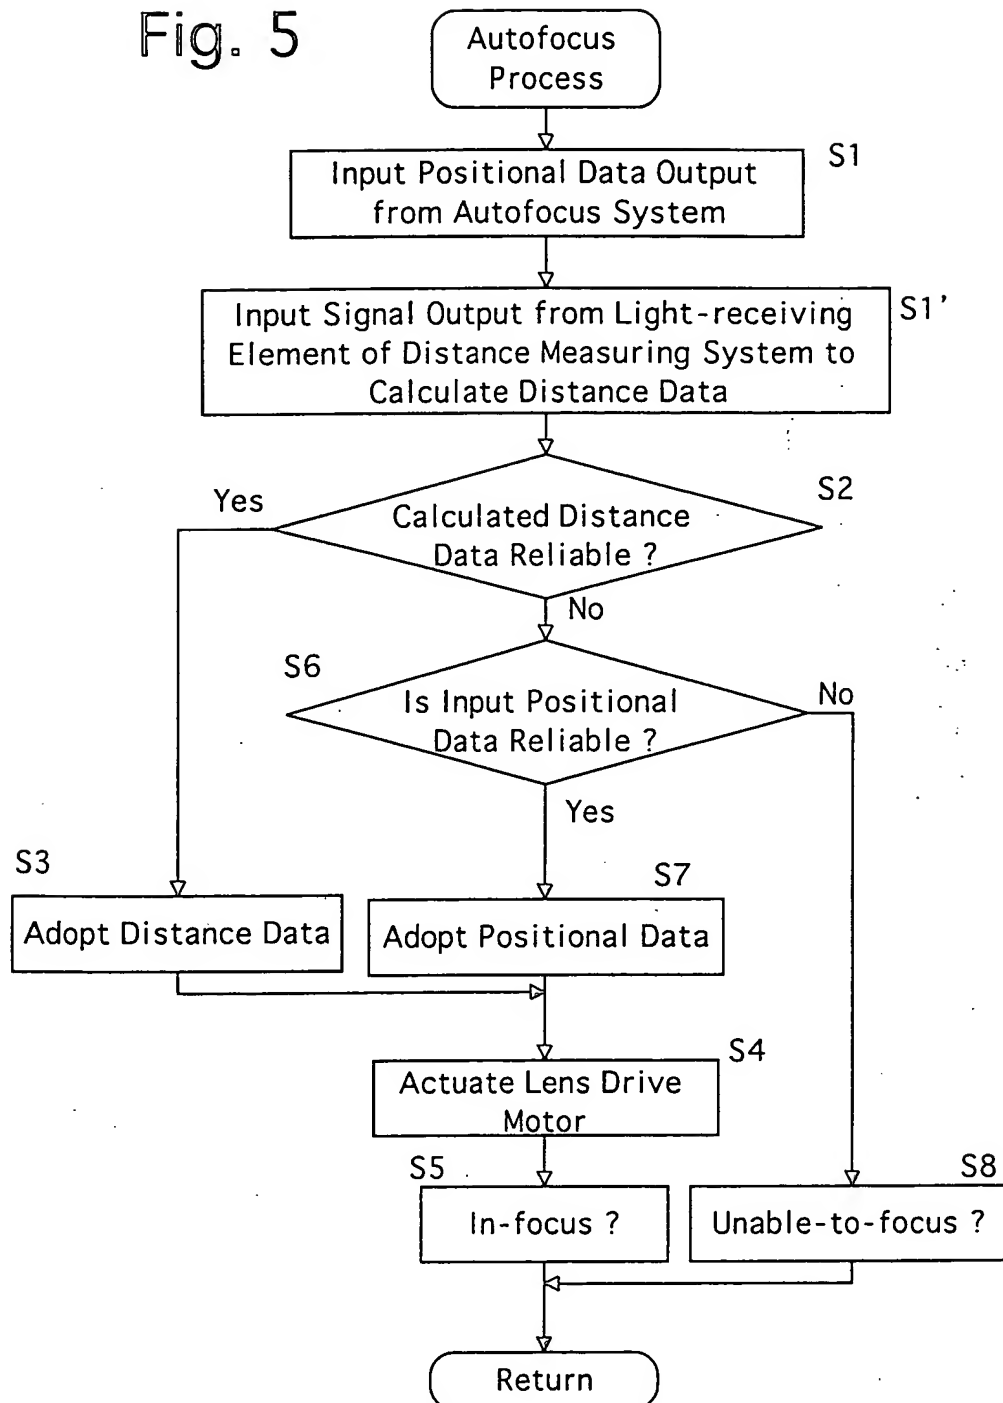 Fig. 5
Autofocus
Process
S1
Input Positional Data Output
from Autofocus System
S1'
Input Signal Output from Light-receiving
Element of Distance Measuring System to
Calculate Distance Data
S2
Yes
Calculated Distance
Data Reliable ?
No
S6
Is Input Positional
Data Reliable ?
No
Yes
S3
Adopt Distance Data
S7
Adopt Positional Data
S4
Actuate Lens Drive
Motor
S5
In-focus ?
S8
Unable-to-focus ?
Return